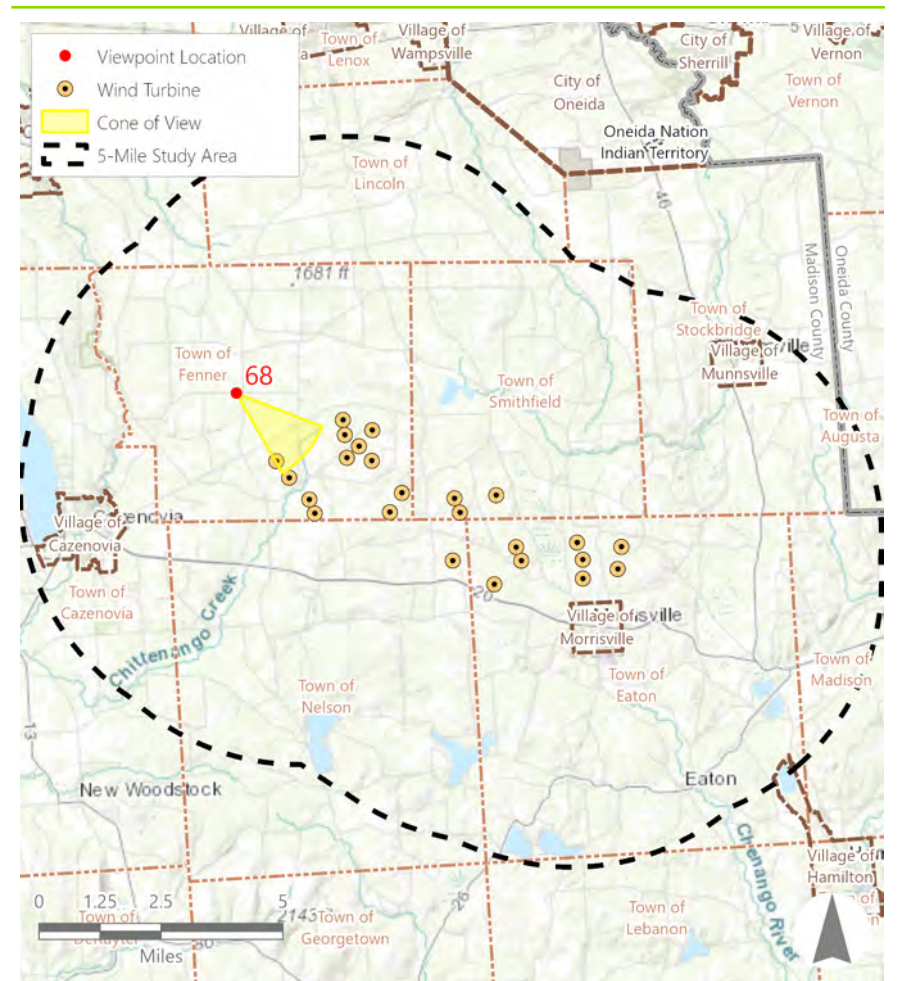 Viewpoint Location
Wind Turbine
Cone of View
5-Mile Study Area
Village of
Town of
Lenox
Village of
Wampsville
City of
Sherrill
Village of
Vernon
5
City of
Oneida
Town of
Vernon
Oneida Nation
Indian Territory
Town of
Lincoln
46
1681 ft
Oneida County
Madison County
Town of
Stockbridge
Village of
Munnsville
Town of
Fenner
68
Town of
Smithfield
Town of
Augusta
Village of
Cazenovia
Town of
Cazenovia
20
Chittenango Creek
Village of
Morrisville
Town of
Nelson
Town of
Eaton
Town of
Madison
13
New Woodstock
Eaton
Chenango River
Village of
Hamilton
26
0 1.25 2.5 5
Miles
Town of
DeRuyter
80
2143
Town of
Georgetown
Town of
Lebanon